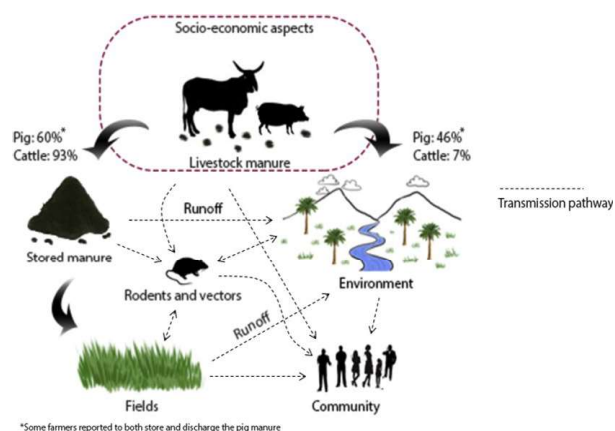 Socio-economic aspects
Pig: 60%*
Cattle: 93%
Livestock manure
Pig: 46%*
Cattle: 7%
Transmission pathway
Runoff
Stored manure
Rodents and vectors
Environment
Runoff
Fields
Community
*Some farmers reported to both store and discharge the pig manure